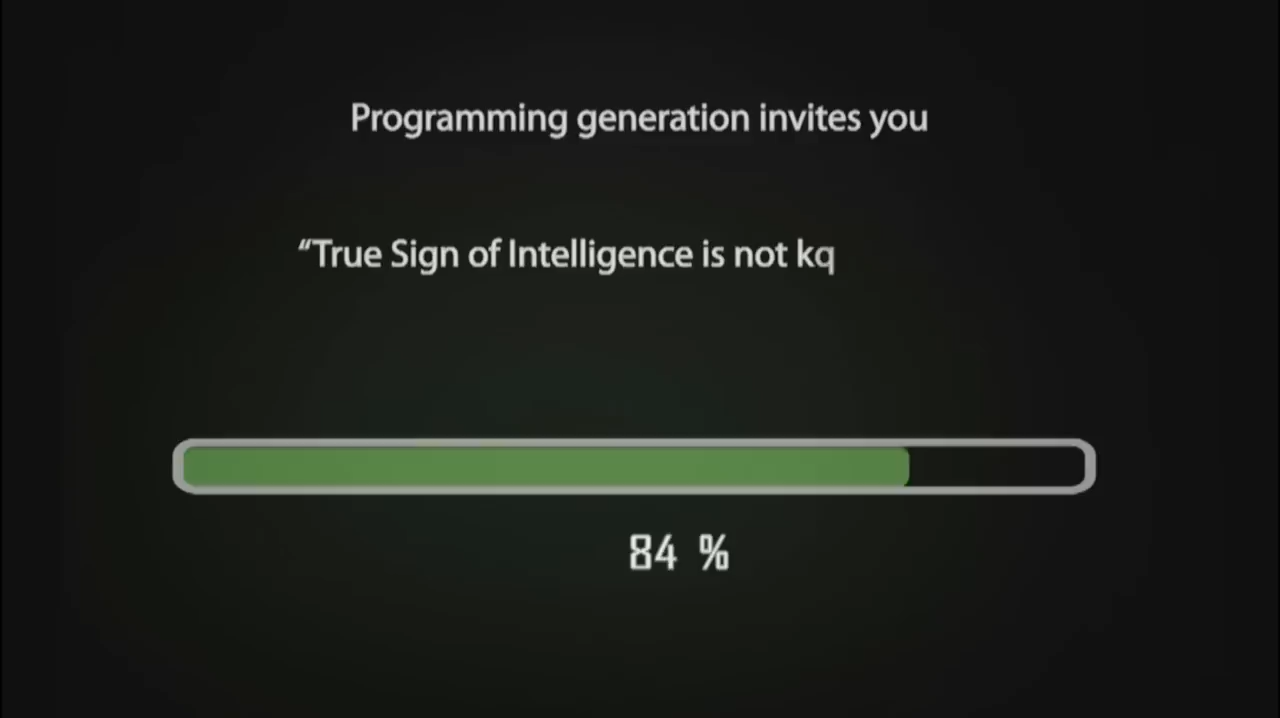 Programming generation invites you
“True Sign of Intelligence is not kq
84 %